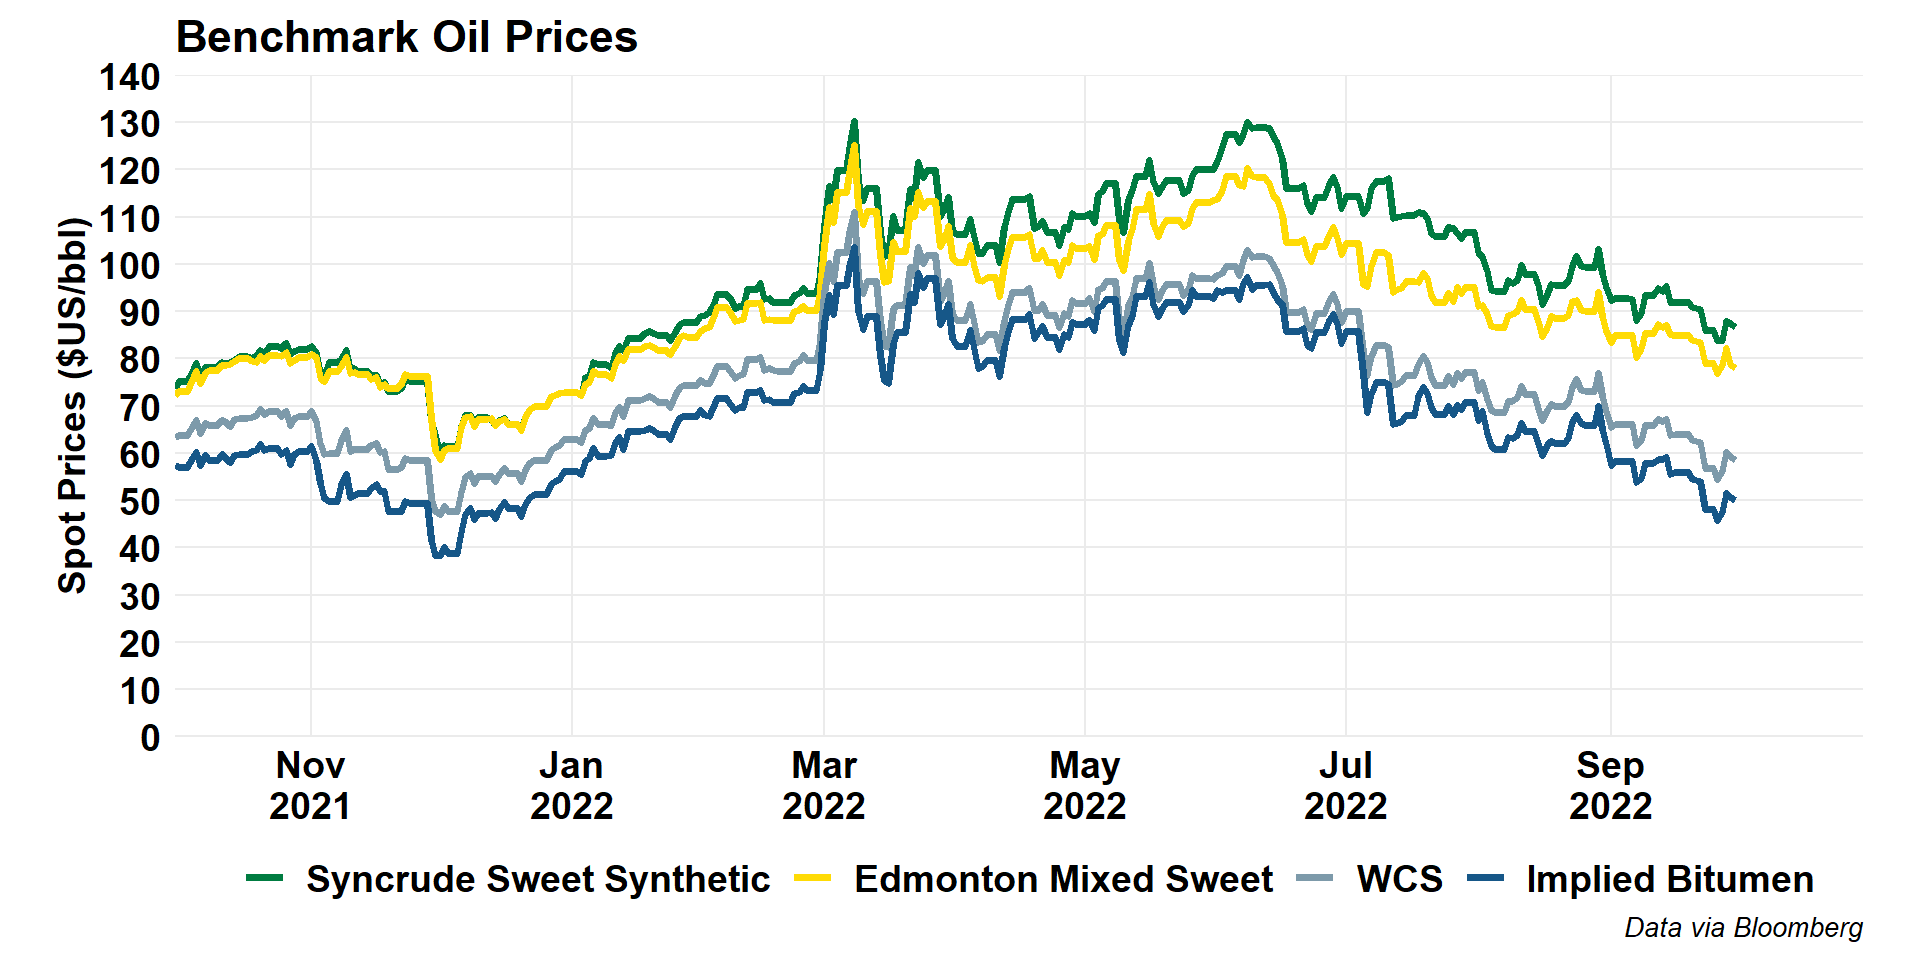 Benchmark Oil Prices
Spot Prices ($US/bbl)
140
130
120
110
100
90
80
70
60
50
40
30
20
10
0
Nov Jan Mar May Jul Sep
2021 2022 2022 2022 2022 2022
Syncrude Sweet Synthetic Edmonton Mixed Sweet WCS Implied Bitumen
Data via Bloomberg